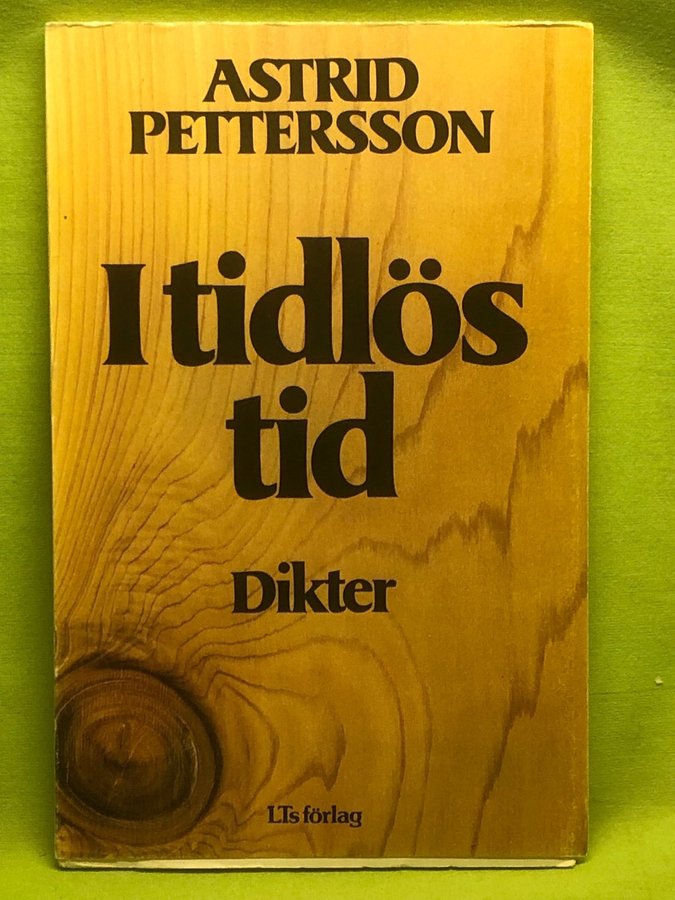 ASTRID
PETTERSSON
I tidlös
tid
Dikter
LTs förlag